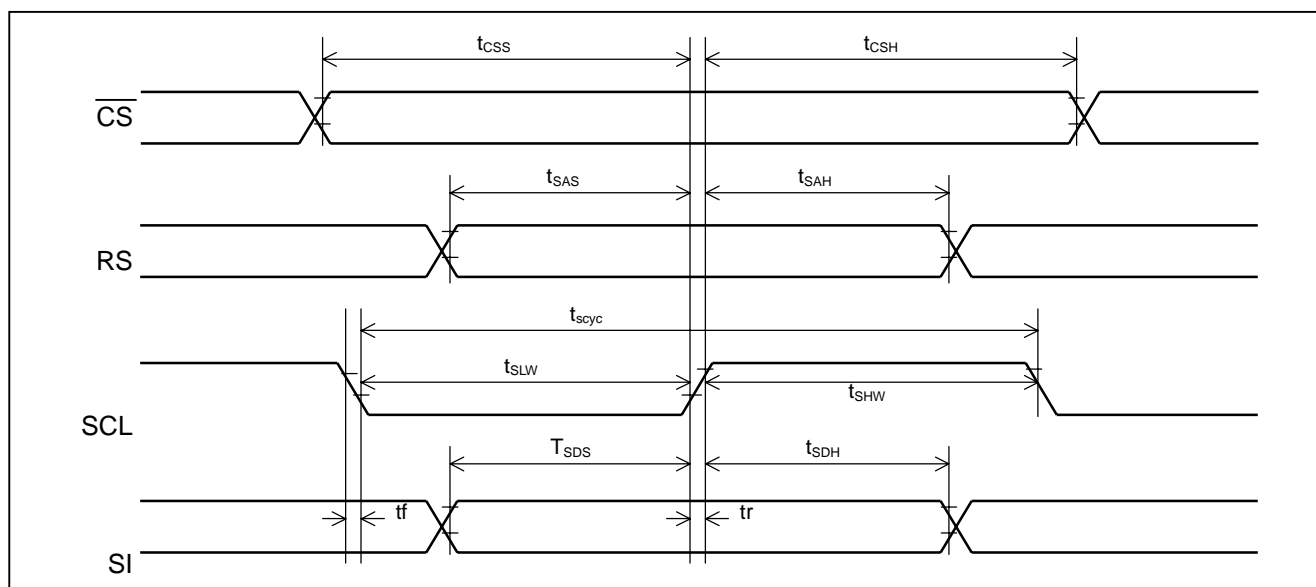 tCSS tCSH
CS
tSAS tSAH
RS
tscyc
tSLW
tSHW
SCL
TSDS tSDH
tf tr
SI